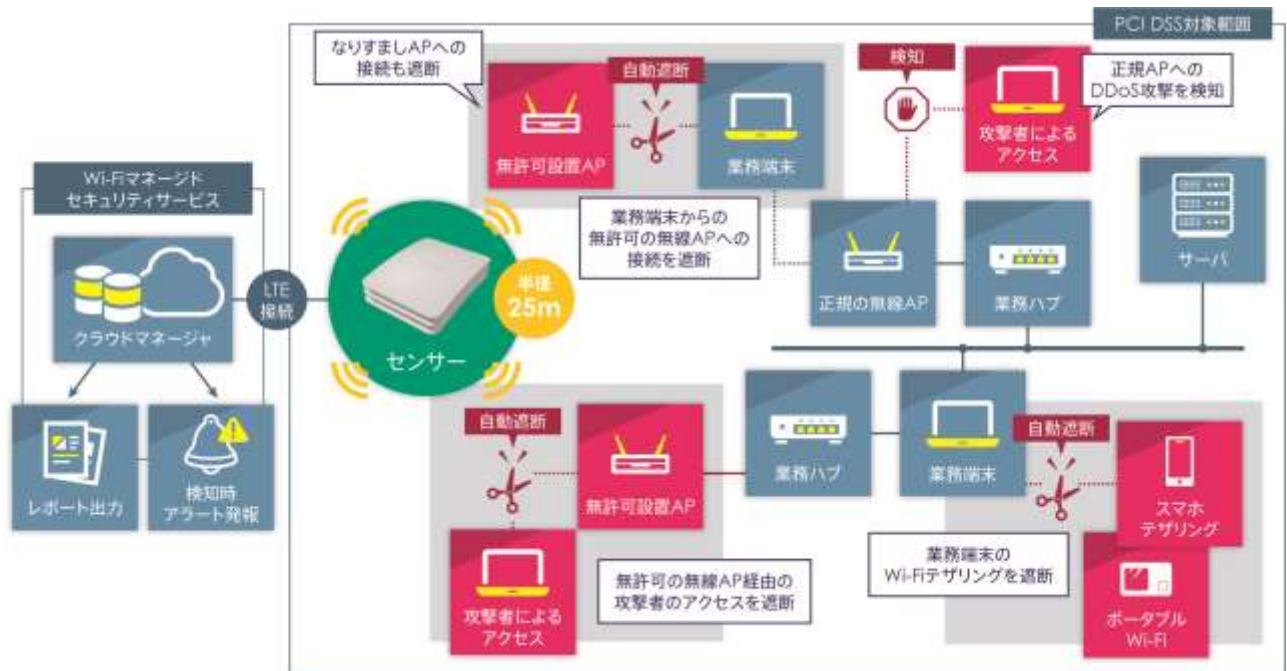 PCI DSS対象範囲
なりすましAPへの
接続も遮断
自動遮断
検知
正規APへの
DDoS攻撃を検知
無許可設置AP
業務端末
攻撃者による
アクセス
Wi-Fiマネージド
セキュリティサービス
業務端末からの
無許可の無線APへの
接続を遮断
クラウドマネージャ
LTE
接続
半径
25m
センサー
正規の無線AP
業務ハブ
サーバ
レポート出力
検知時
アラート発報
自動遮断
無許可設置AP
業務ハブ
業務端末
自動遮断
スマホ
テザリング
攻撃者による
アクセス
無許可の無線AP経由の
攻撃者のアクセスを遮断
業務端末の
Wi-Fiテザリングを遮断
ポータブル
Wi-Fi